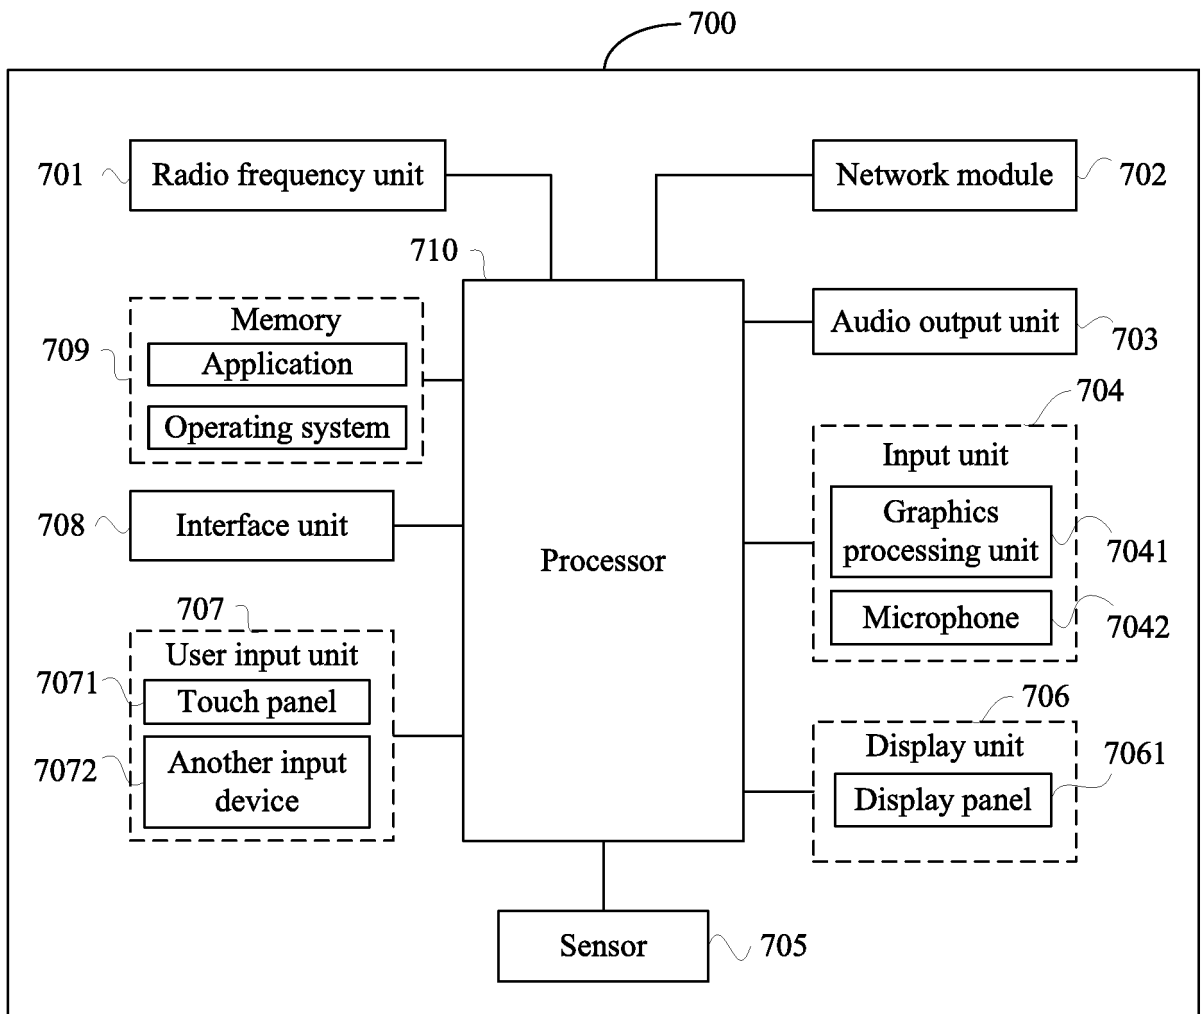 700
701
Radio frequency unit
Network module
702
710
Memory
709
Application
Operating system
Audio output unit
703
704
Input unit
Graphics
processing unit
7041
Microphone
7042
708
Interface unit
Processor
707
User input unit
7071
Touch panel
7072
Another input
device
706
Display unit
7061
Display panel
Sensor
705